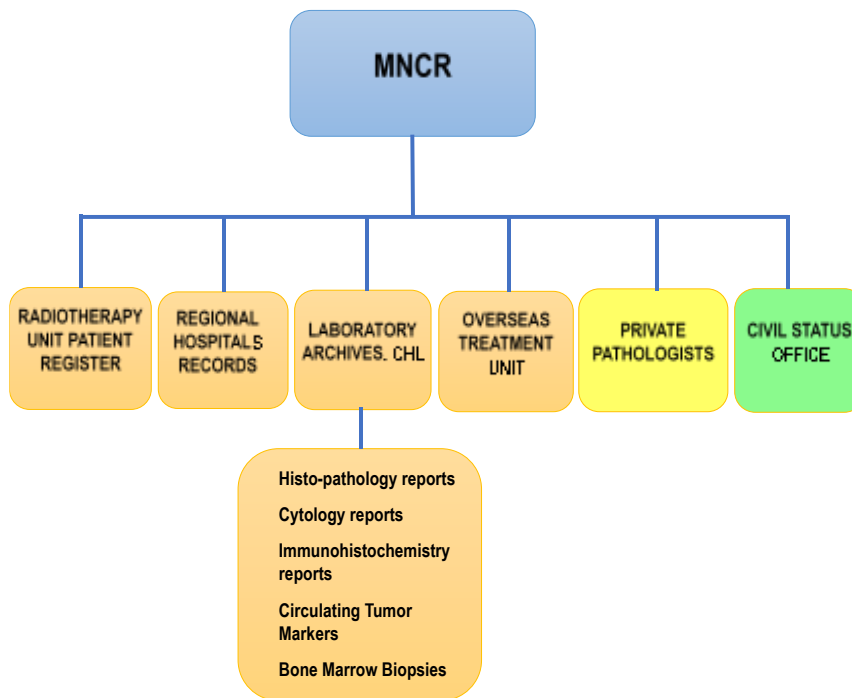 MNCR
RADIOTHERAPY
UNIT PATIENT
REGISTER
REGIONAL
HOSPITALS
RECORDS
LABORATORY
ARCHIVES. CHL
OVERSEAS
TREATMENT
UNIT
PRIVATE
PATHOLOGISTS
CIVIL STATUS
OFFICE
Histo-pathology reports
Cytology reports
Immunohistochemistry
reports
Circulating Tumor
Markers
Bone Marrow Biopsies